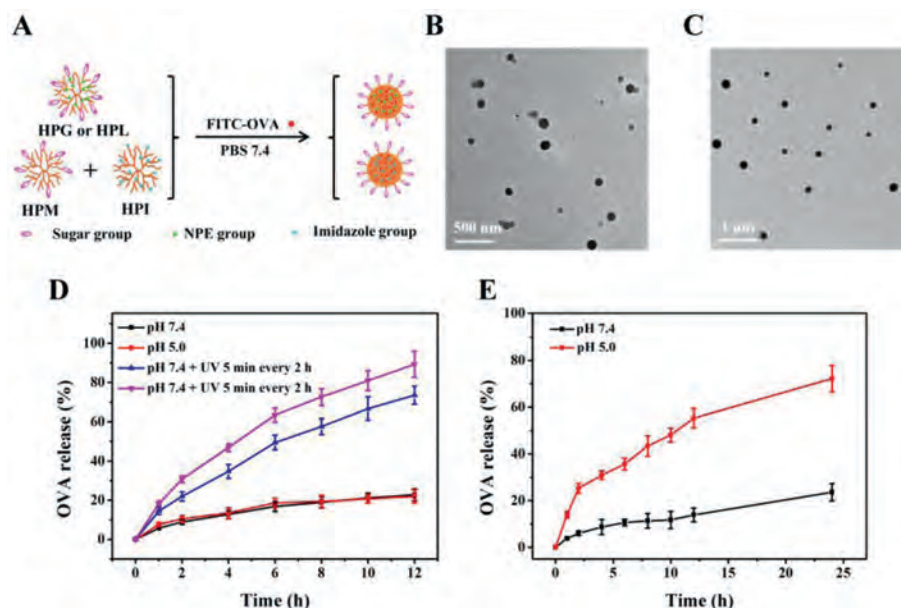 A
B
C
HPG or HPL
HPM
+
HPI
FITC-OVA
PBS 7.4
Sugar group
NPE group
Imidazole group
500 nm
1 μm
D
pH 7.4
pH 5.0
pH 7.4 + UV 5 min every 2 h
pH 7.4 + UV 5 min every 2 h
100
80
60
40
20
0
OVA release (%)
0 2 4 6 8 10 12
Time (h)
E
pH 7.4
pH 5.0
100
80
60
40
20
0
OVA release (%)
0 5 10 15 20 25
Time (h)